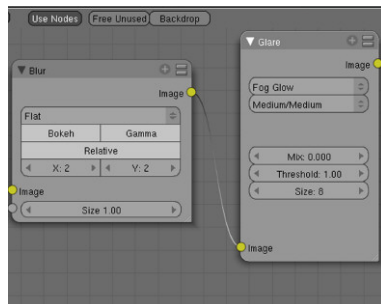 Use Nodes Free Unused Backdrop
Blur
Image
Flat
Bokeh Gamma
Relative
X: 2 Y: 2
Image
Size 1.00
Glare
Image
Fog Glow
Medium/Medium
Mix: 0.000
Threshold: 1.00
Size: 8
Image